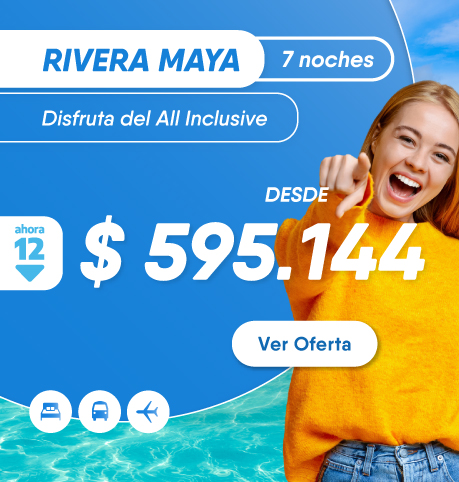 RIVERA MAYA
7 noches
Disfruta del All Inclusive
DESDE
ahora
12
$ 595.144
Ver Oferta